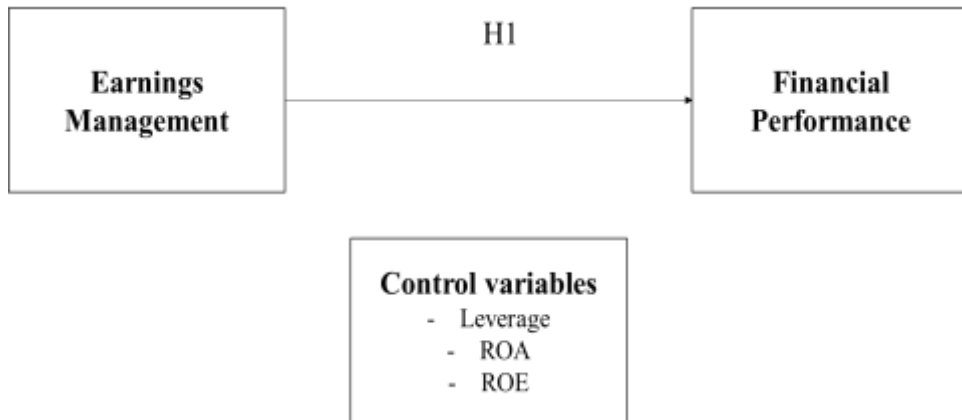 H1
Earnings
Management
Financial
Performance
Control variables
- Leverage
- ROA
- ROE